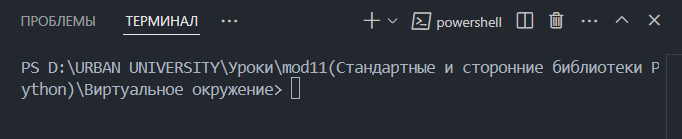 ПРОБЛЕМЫ ТЕРМИНАЛ ... powershell ...
PS D:\URBAN UNIVERSITY\Уроки\mod11(Стандартные и сторонние библиотеки P
ython)\Виртуальное окружение>